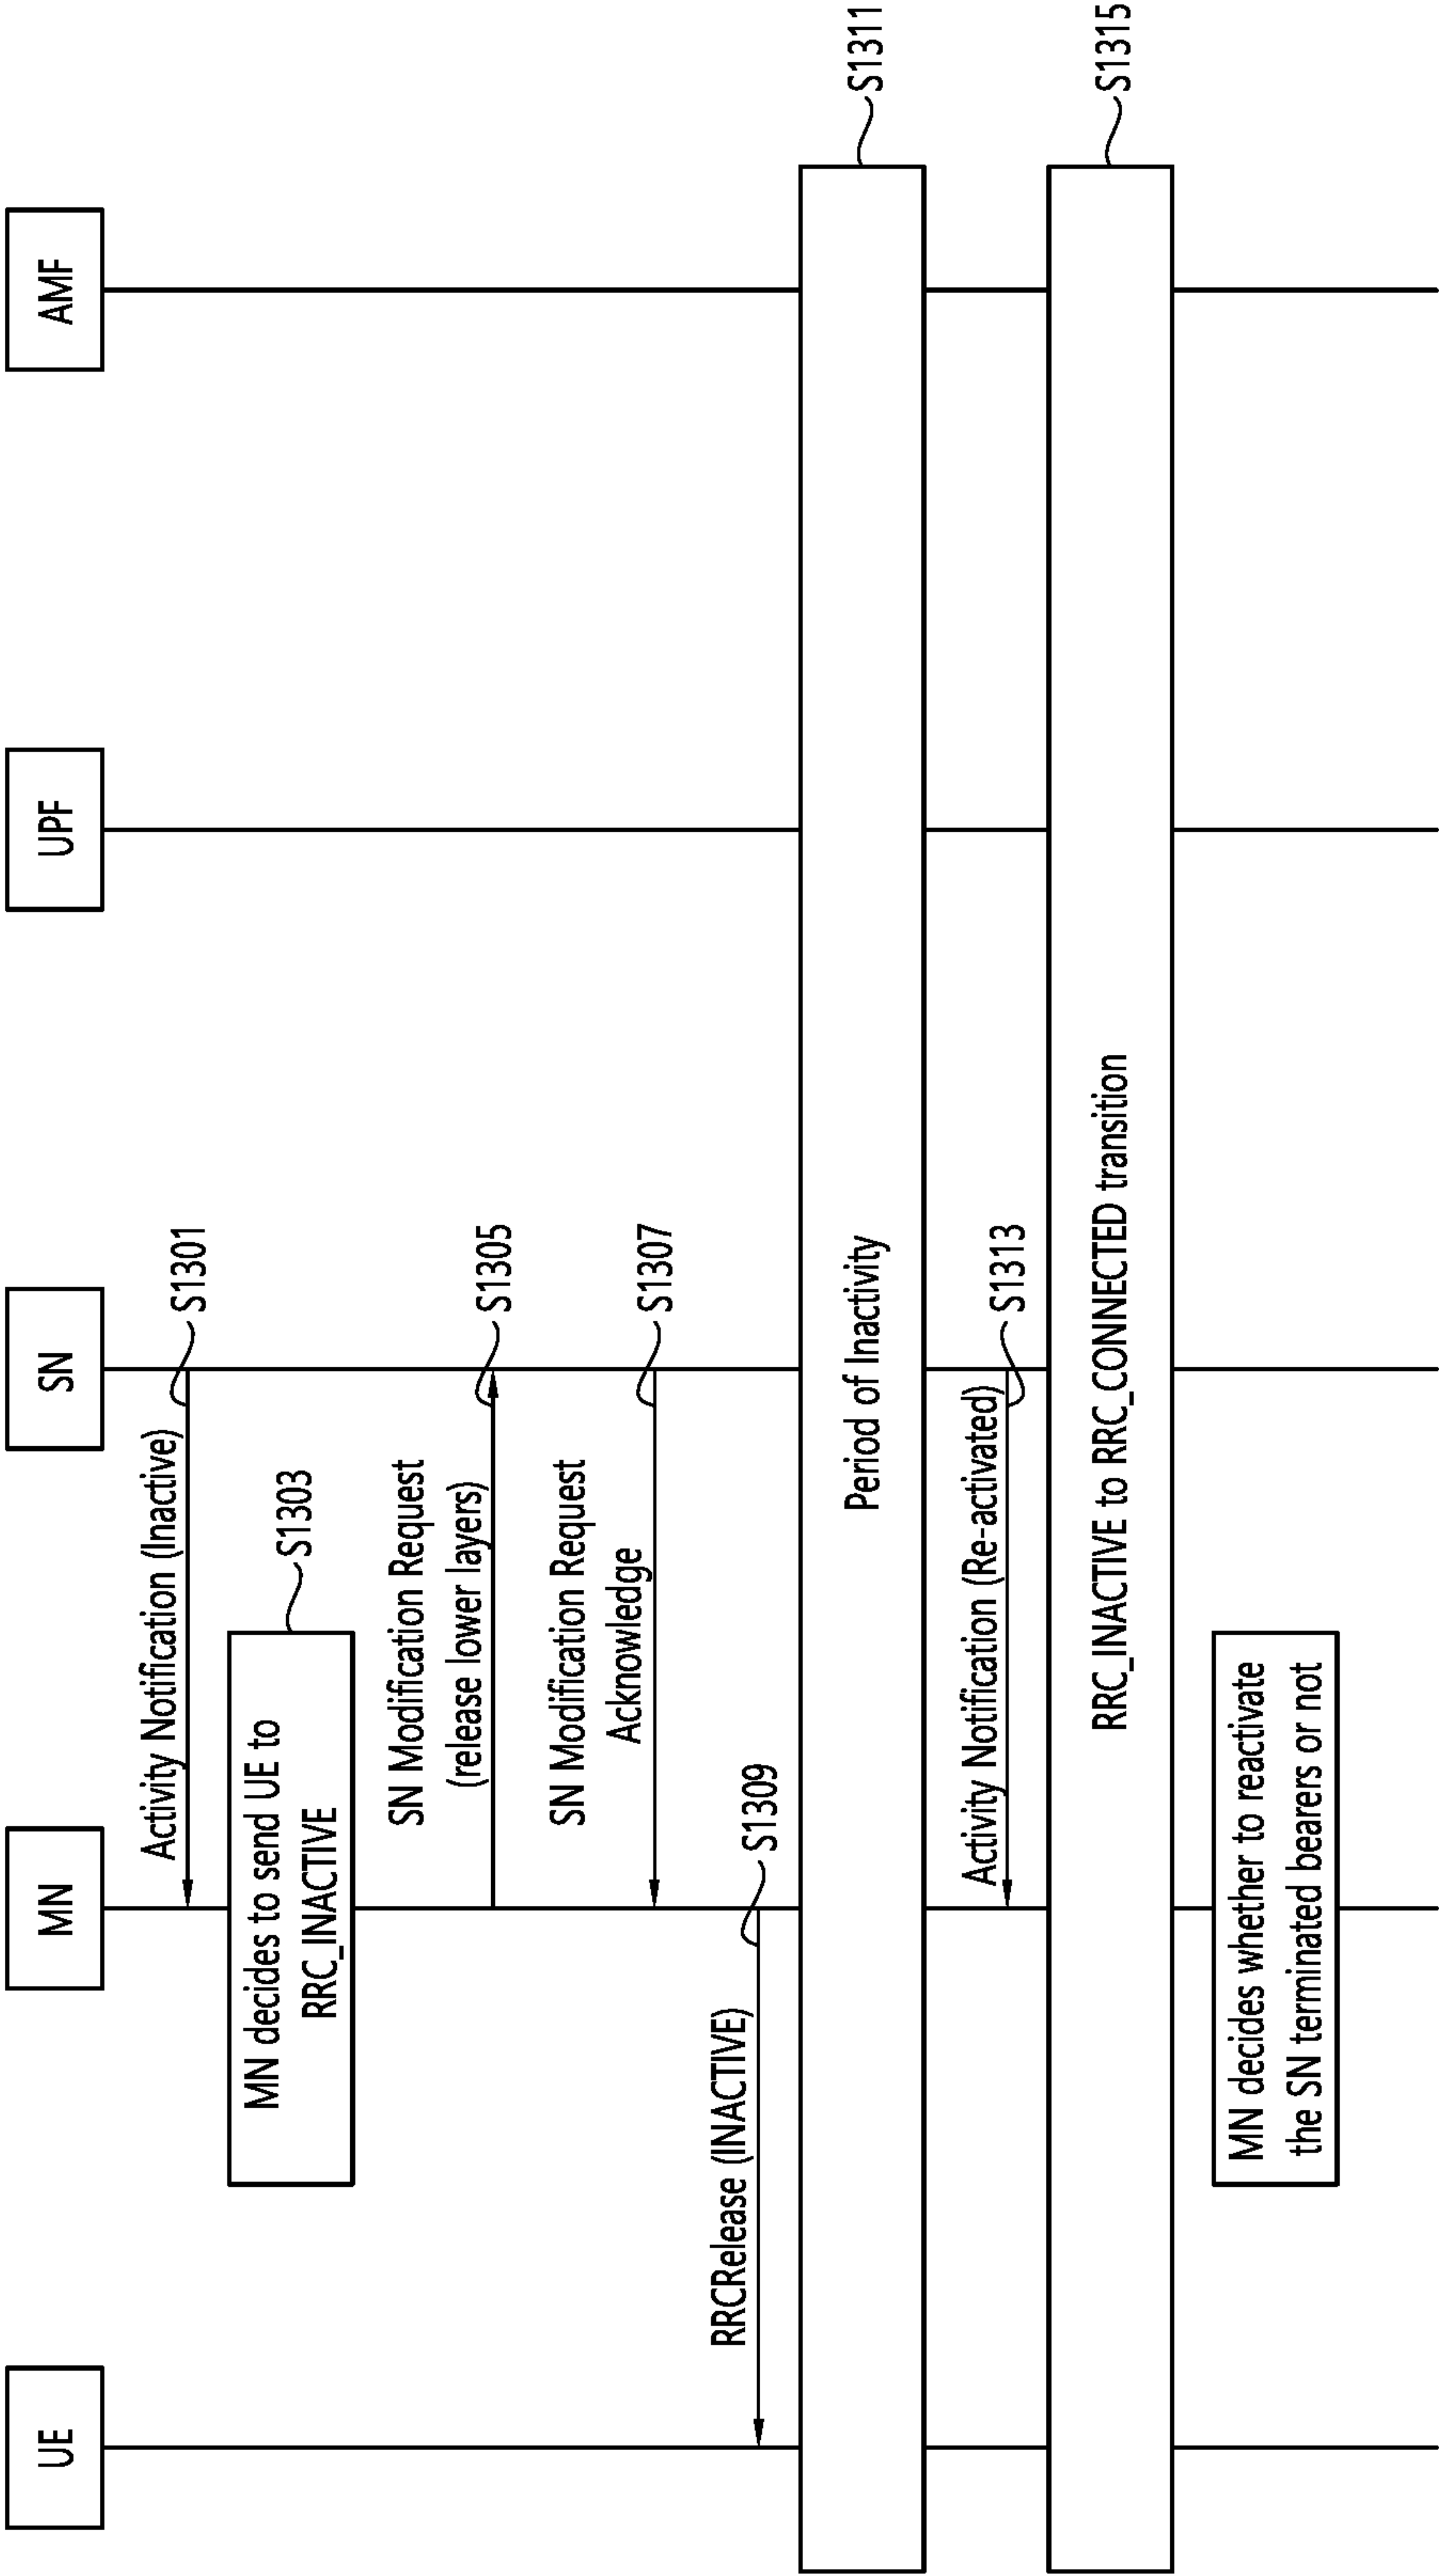 UE
MN
SN
UPF
AMF
Activity Notification (Inactive)
S1301
MN decides to send UE to
RRC_INACTIVE
S1303
SN Modification Request
(release lower layers)
S1305
SN Modification Request
Acknowledge
S1307
RRCRelease (INACTIVE)
S1309
Period of Inactivity
S1311
Activity Notification (Re-activated)
S1313
RRC_INACTIVE to RRC_CONNECTED transition
S1315
MN decides whether to reactivate
the SN terminated bearers or not